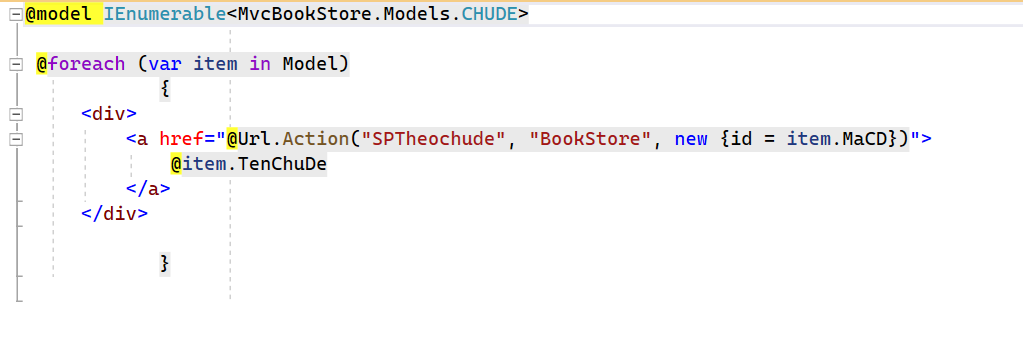 @model IEnumerable<MvcBookStore.Models.CHUDE>
@foreach (var item in Model)
{
<div>
<a href="@Url.Action("SPTheochude", "BookStore", new {id = item.MaCD})">
@item.TenChuDe
</a>
</div>
}